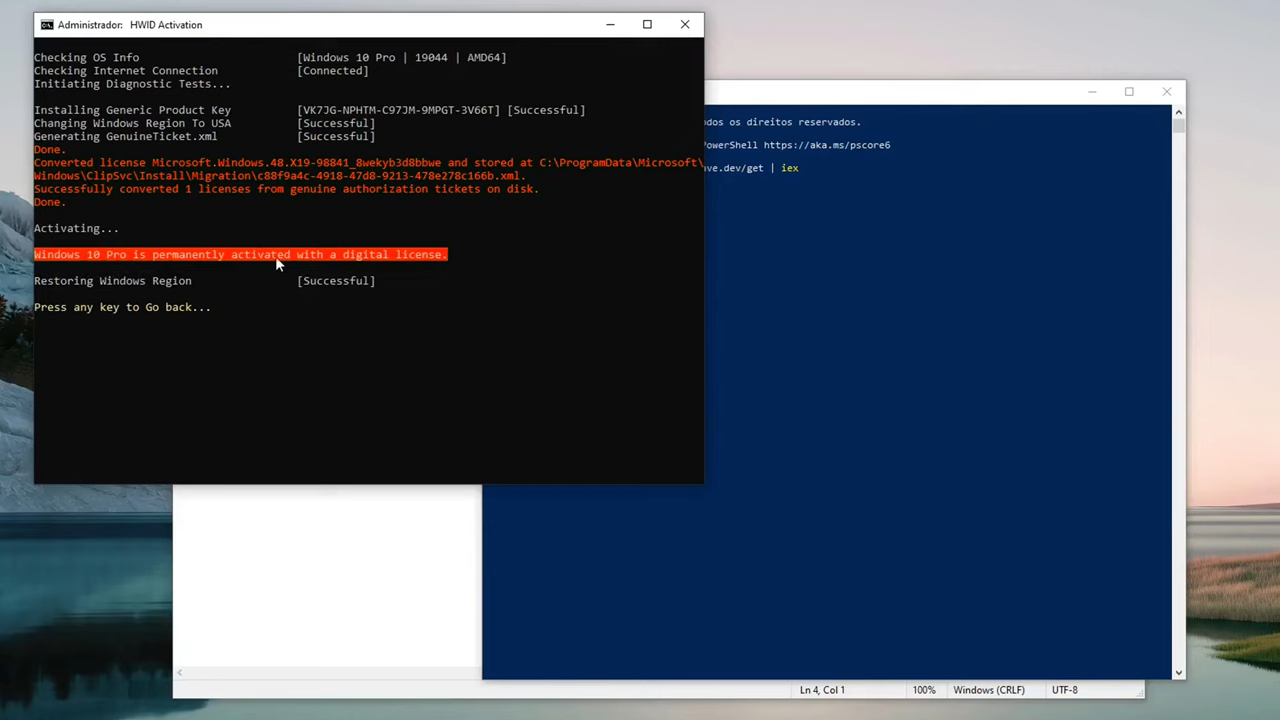 Administrador: HWID Activation
Checking OS Info [Windows 10 Pro | 19044 | AMD64]
Checking Internet Connection [Connected]
Initiating Diagnostic Tests...
Installing Generic Product Key [VK7JG-NPHTM-C97JM-9MPGT-3V66T] [Successful]
Changing Windows Region To USA [Successful]
Generating GenuineTicket.xml [Successful]
Done.
Converted license Microsoft.Windows.48.X19-98841_8wekyb3d8bbwe and stored at C:\ProgramData\Microsoft\
Windows\ClipSvc\Install\Migration\c88f9a4c-4918-47d8-9213-478e278c166b.xml.
Successfully converted 1 licenses from genuine authorization tickets on disk.
Done.
Activating...
Windows 10 Pro is permanently activated with a digital license.
Restoring Windows Region [Successful]
Press any key to Go back...
odos os direitos reservados.
PowerShell https://aka.ms/pscore6
ave.dev/get | iex
Ln 4, Col 1 100% Windows (CRLF) UTF-8